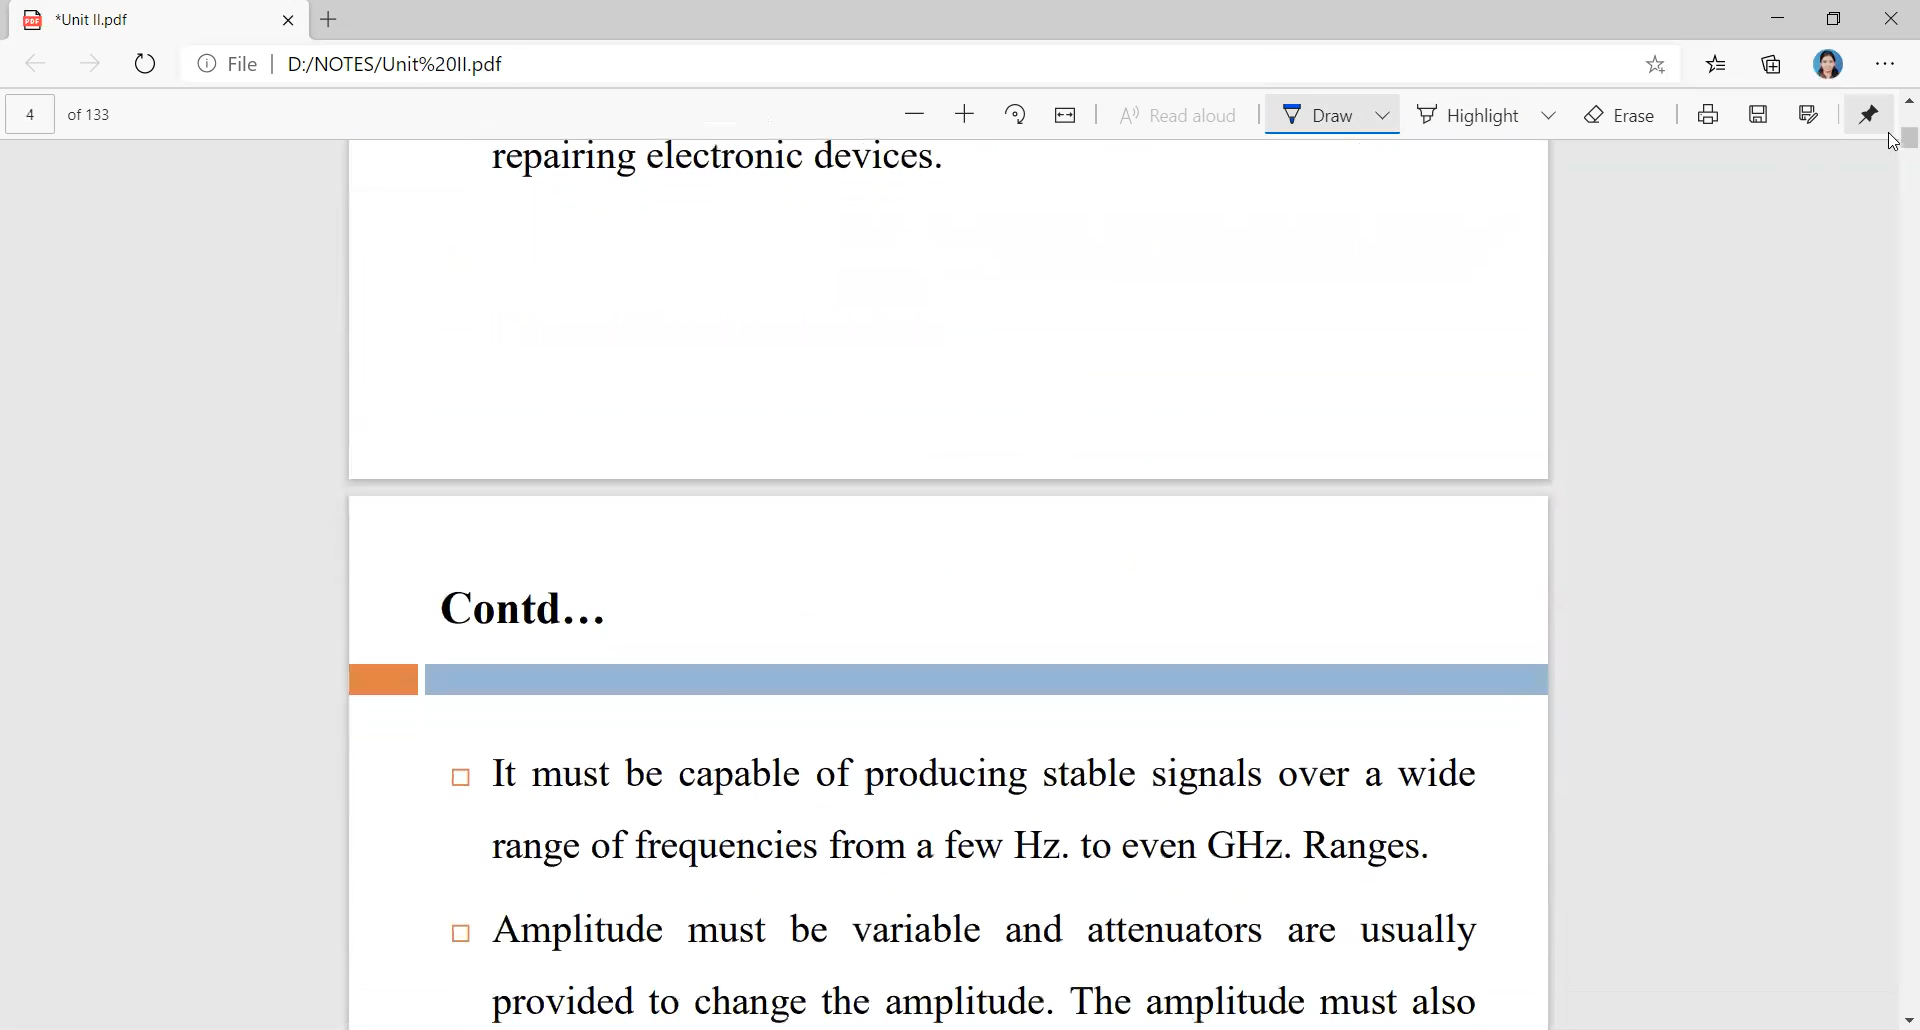 *Unit II.pdf
File D:/NOTES/Unit%20II.pdf
4 of 133 Read aloud Draw Highlight Erase
repairing electronic devices.
Contd...
It must be capable of producing stable signals over a wide
range of frequencies from a few Hz. to even GHz. Ranges.
Amplitude must be variable and attenuators are usually
provided to change the amplitude. The amplitude must also